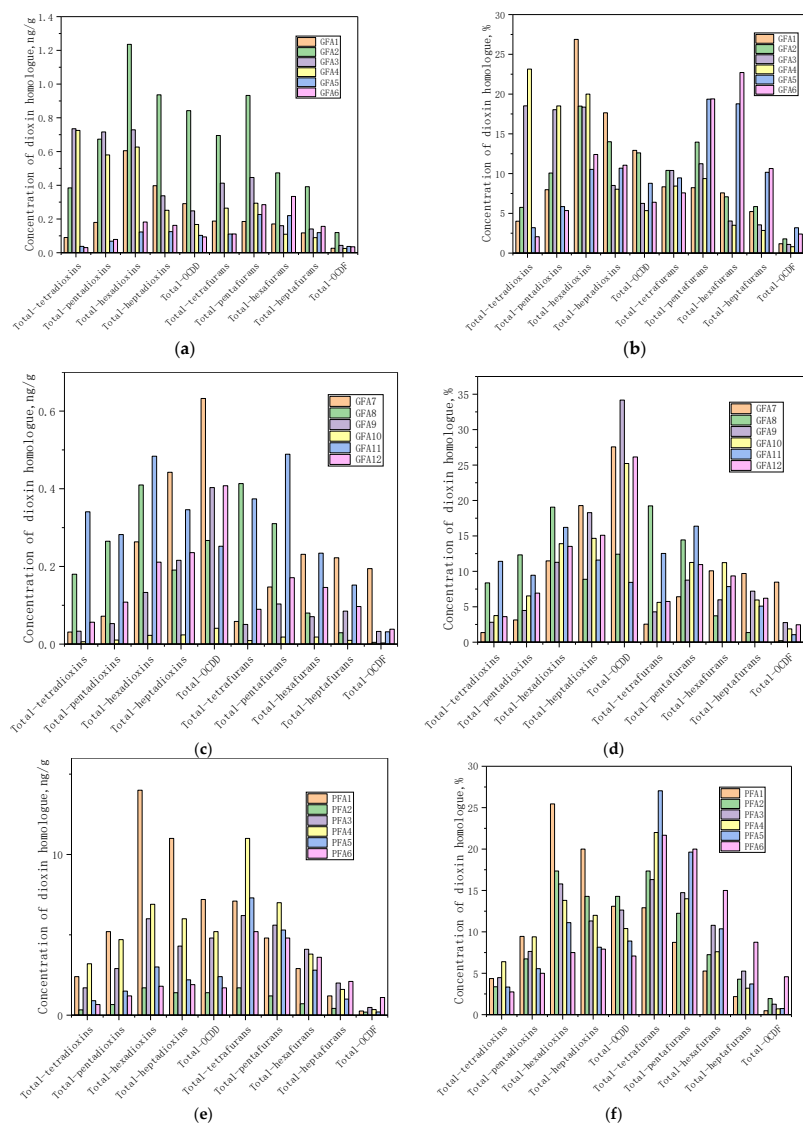 Concentration of dioxin homologue,ng/g
1.4
1.2
1.0
0.8
0.6
0.4
0.2
0.0
GFA1
GFA2
GFA3
GFA4
GFA5
GFA6
Total-tetradioxins
Total-pentadioxins
Total-hexadioxins
Total-heptadioxins
Total-OCDD
Total-tetrafurans
Total-pentafurans
Total-hexafurans
Total-heptafurans
Total-OCDF
(a)
Concentration of dioxin homologue,%
30
25
20
15
10
5
0
GFA1
GFA2
GFA3
GFA4
GFA5
GFA6
Total-tetradioxins
Total-pentadioxins
Total-hexadioxins
Total-heptadioxins
Total-OCDD
Total-tetrafurans
Total-pentafurans
Total-hexafurans
Total-heptafurans
Total-OCDF
(b)
Concentration of dioxin homologue,ng/g
0.6
0.4
0.2
0.0
GFA7
GFA8
GFA9
GFA10
GFA11
GFA12
Total-tetradioxins
Total-pentadioxins
Total-hexadioxins
Total-heptadioxins
Total-OCDD
Total-tetrafurans
Total-pentafurans
Total-hexafurans
Total-heptafurans
Total-OCDF
(c)
Concentration of dioxin homologue,%
35
30
25
20
15
10
5
0
GFA7
GFA8
GFA9
GFA10
GFA11
GFA12
Total-tetradioxins
Total-pentadioxins
Total-hexadioxins
Total-heptadioxins
Total-OCDD
Total-tetrafurans
Total-pentafurans
Total-hexafurans
Total-heptafurans
Total-OCDF
(d)
Concentration of dioxin homologue,ng/g
10
0
PFA1
PFA2
PFA3
PFA4
PFA5
PFA6
Total-tetradioxins
Total-pentadioxins
Total-hexadioxins
Total-heptadioxins
Total-OCDD
Total-tetrafurans
Total-pentafurans
Total-hexafurans
Total-heptafurans
Total-OCDF
(e)
Concentration of dioxin homologue,%
30
25
20
15
10
5
0
PFA1
PFA2
PFA3
PFA4
PFA5
PFA6
Total-tetradioxins
Total-pentadioxins
Total-hexadioxins
Total-heptadioxins
Total-OCDD
Total-tetrafurans
Total-pentafurans
Total-hexafurans
Total-heptafurans
Total-OCDF
(f)